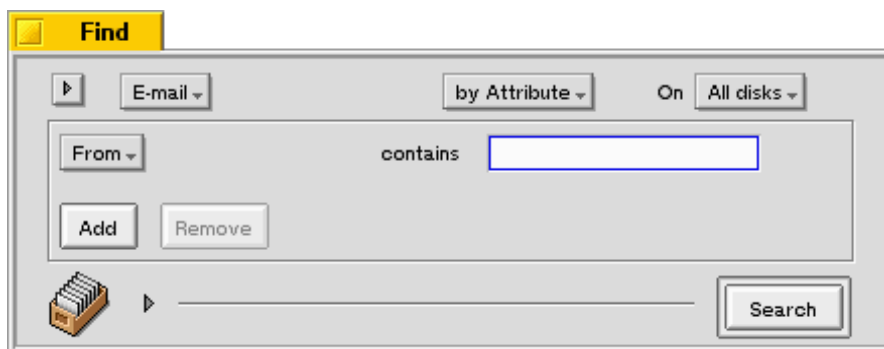 Find
E-mail by Attribute On All disks
From contains
Add Remove
Search